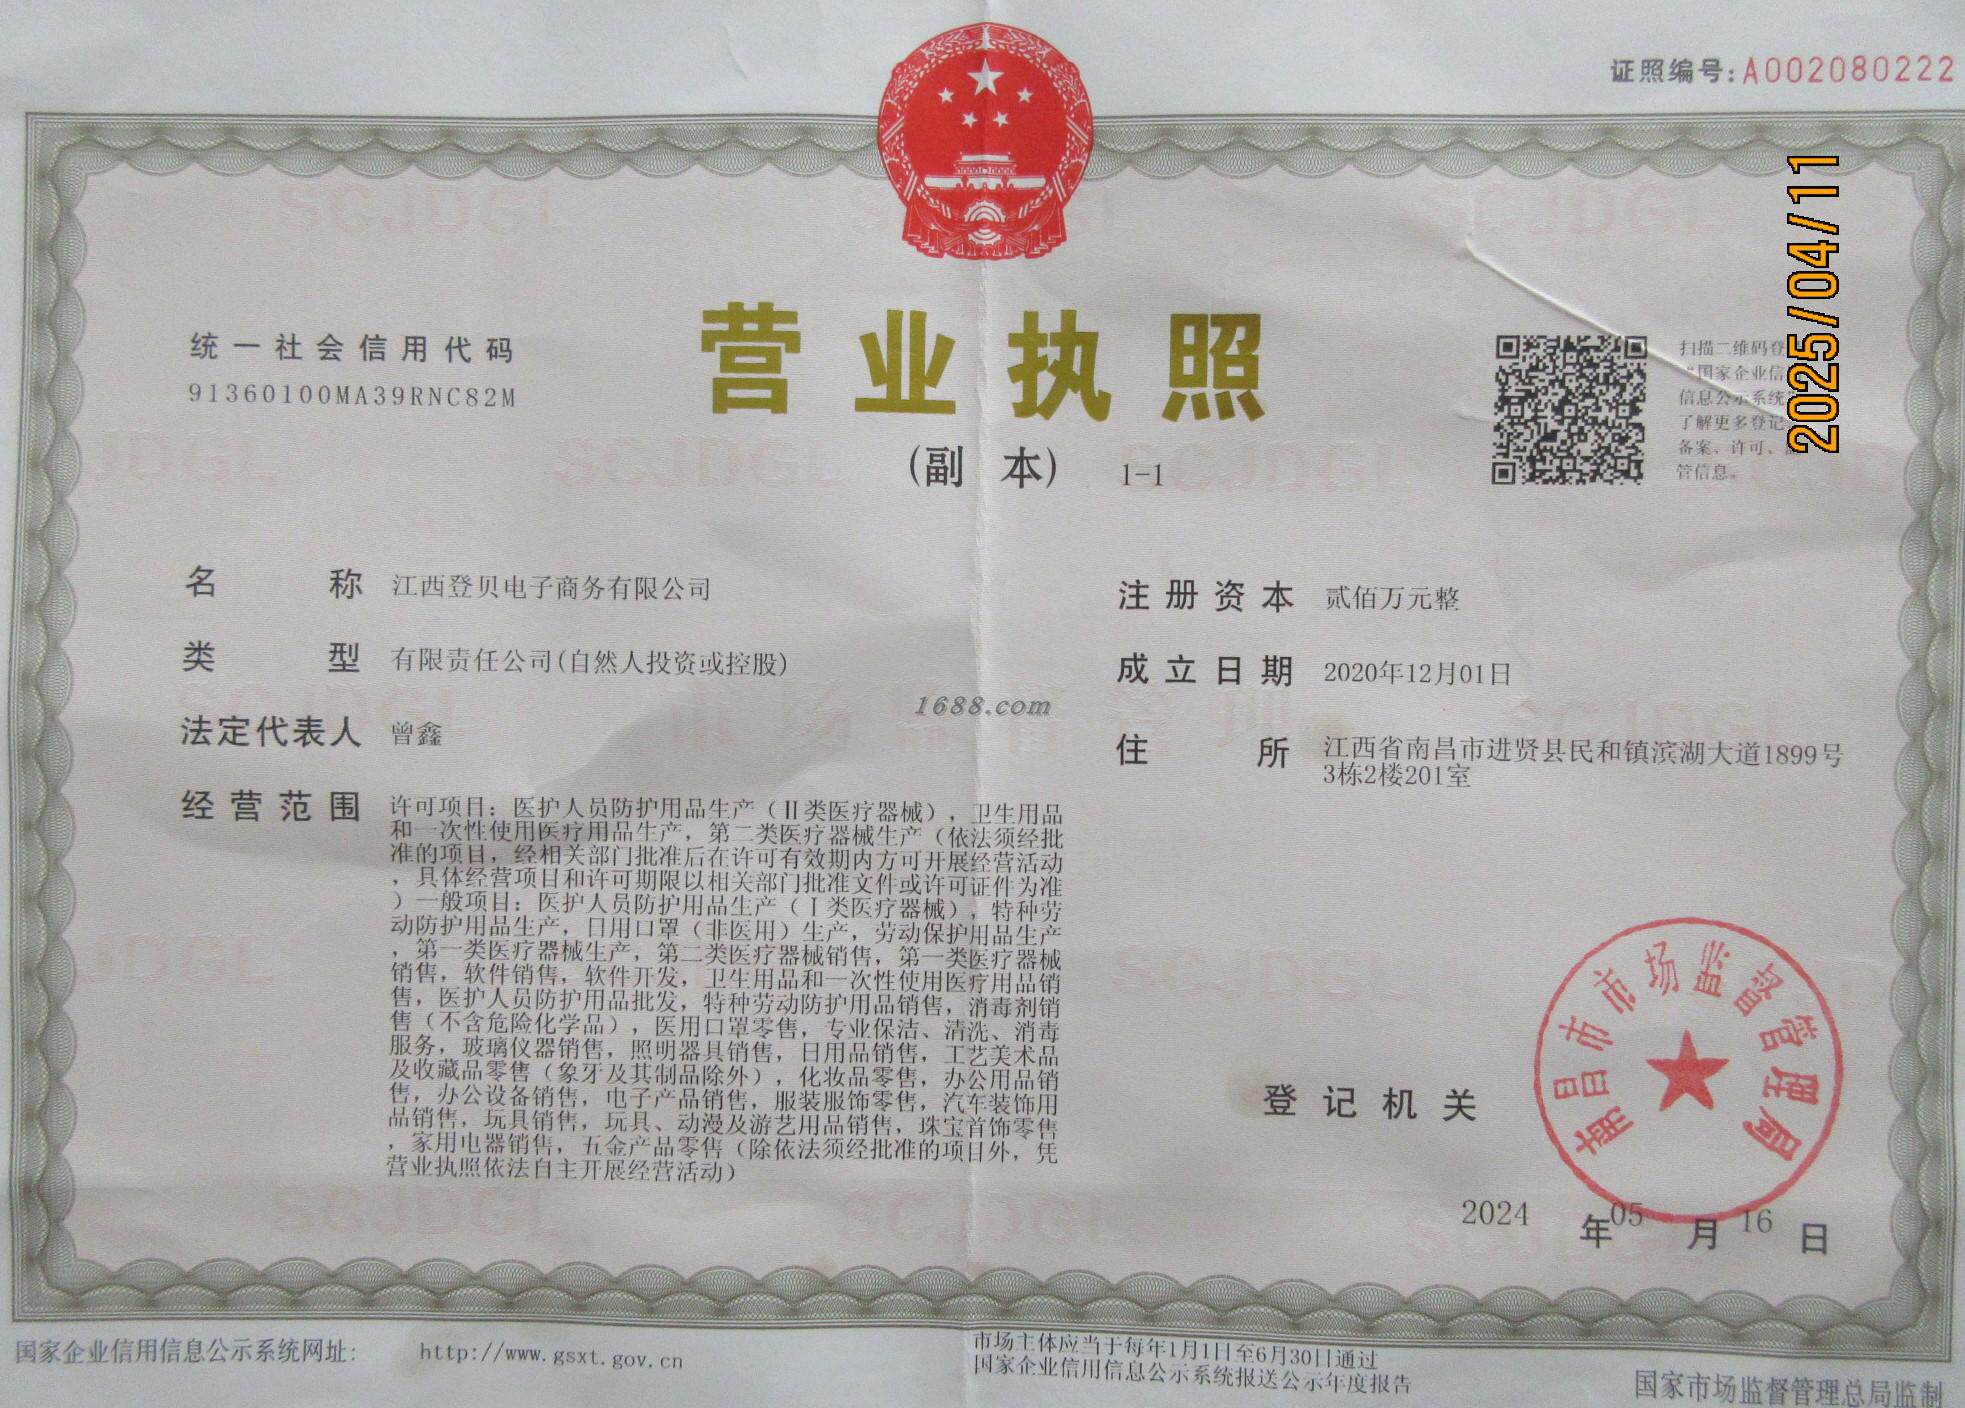 证照编号:A002080222
2025/04/11
营业执照
(副 本) 1-1
统一社会信用代码
91360100MA39RNC82M
扫描二维码登
“国家企业信
信息公示系统
了解更多登记
备案、许可、监
管信息。
名 称 江西登贝电子商务有限公司
类 型 有限责任公司(自然人投资或控股)
法定代表人 曾鑫
经营范围 许可项目：医护人员防护用品生产（Ⅱ类医疗器械），卫生用品
和一次性使用医疗用品生产，第二类医疗器械生产（依法须经批
准的项目，经相关部门批准后在许可有效期内方可开展经营活动
，具体经营项目和许可期限以相关部门批准文件或许可证件为准
）一般项目：医护人员防护用品生产（Ⅰ类医疗器械），特种劳
动防护用品生产，日用口罩（非医用）生产，劳动保护用品生产
，第一类医疗器械生产，第二类医疗器械销售，第一类医疗器械
销售，软件销售，软件开发，卫生用品和一次性使用医疗用品销
售，医护人员防护用品批发，特种劳动防护用品销售，消毒剂销
售（不含危险化学品），医用口罩零售，专业保洁、清洗、消毒
服务，玻璃仪器销售，照明器具销售，日用品销售，工艺美术品
及收藏品零售（象牙及其制品除外），化妆品零售，办公用品销
售，办公设备销售，电子产品销售，服装服饰零售，汽车装饰用
品销售，玩具销售，玩具、动漫及游艺用品销售，珠宝首饰零售
，家用电器销售，五金产品零售（除依法须经批准的项目外，凭
营业执照依法自主开展经营活动）
注册资本 贰佰万元整
成立日期 2020年12月01日
住 所 江西省南昌市进贤县民和镇滨湖大道1899号
3栋2楼201室
1688.com
登记机关
南昌市市场监督管理局
2024 年 05 月 16 日
国家企业信用信息公示系统网址: http://www.gsxt.gov.cn
市场主体应当于每年1月1日至6月30日通过
国家企业信用信息公示系统报送公示年度报告
国家市场监督管理总局监制